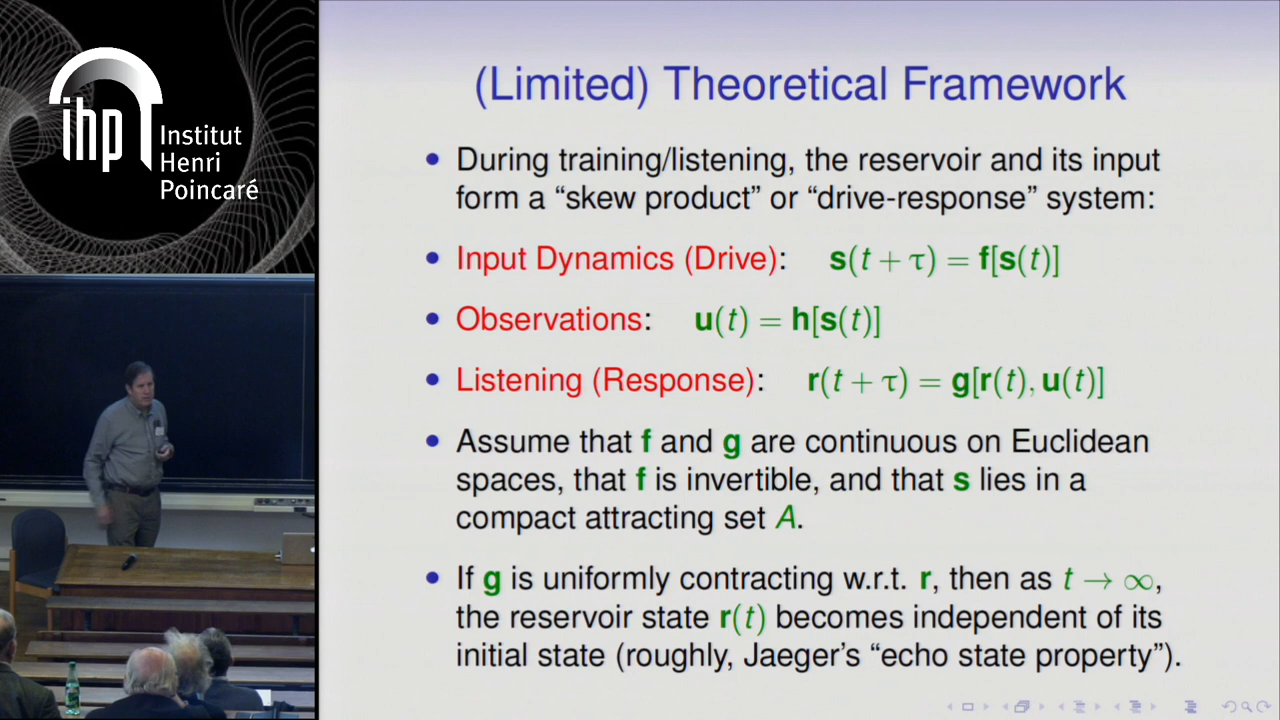 ihp
Institut
Henri
Poincaré
(Limited) Theoretical Framework
• During training/listening, the reservoir and its input
form a “skew product” or “drive-response” system:
• Input Dynamics (Drive): s(t + τ) = f[s(t)]
• Observations: u(t) = h[s(t)]
• Listening (Response): r(t + τ) = g[r(t), u(t)]
• Assume that f and g are continuous on Euclidean
spaces, that f is invertible, and that s lies in a
compact attracting set A.
• If g is uniformly contracting w.r.t. r, then as t → ∞,
the reservoir state r(t) becomes independent of its
initial state (roughly, Jaeger’s “echo state property”).